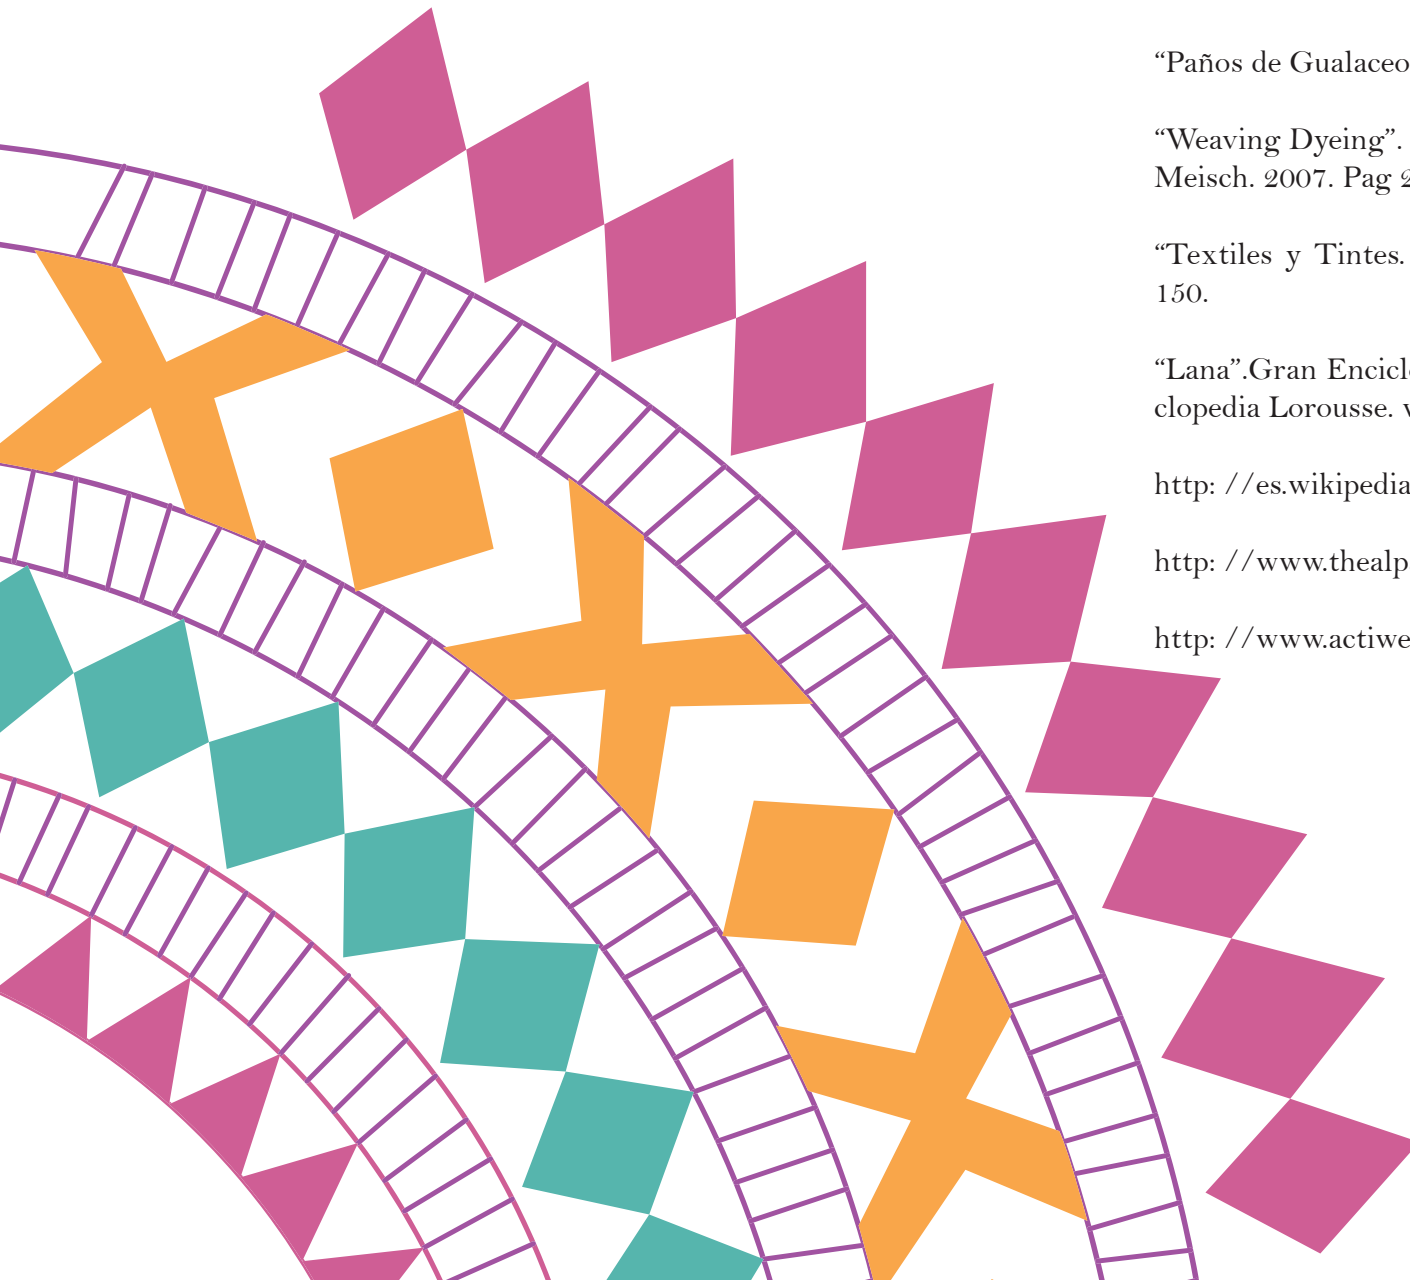 “Paños de Gualaceo
“Weaving Dyeing”.
Meisch. 2007. Pag 2
“Textiles y Tintes.
150.
“Lana”.Gran Encicl
clopedia Lorousse. v
http: //es.wikipedia
http: //www.thealp
http: //www.actiwe